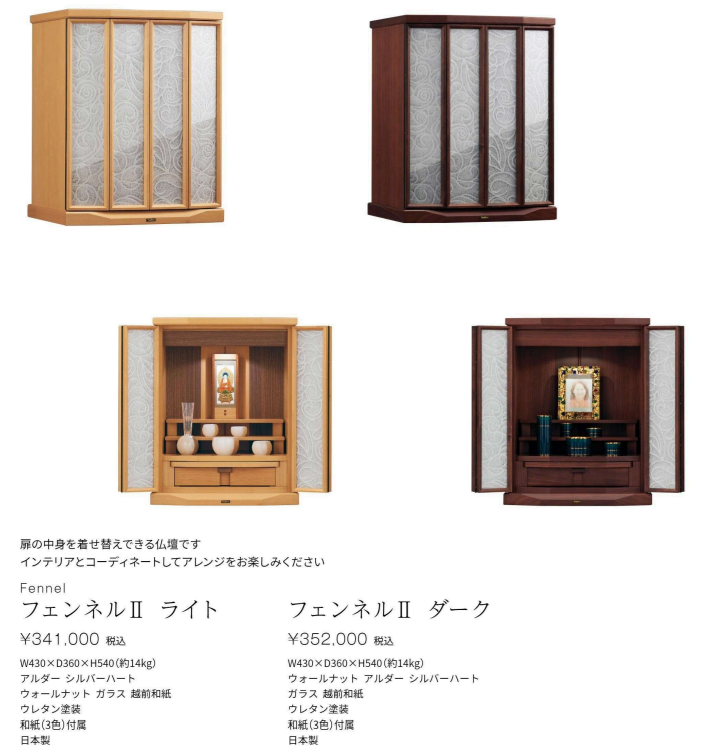 扉の中身を着せ替えできる仏壇です
インテリアとコーディネートしてアレンジをお楽しみください
Fennel
フェンネルⅡ ライト
¥341,000 税込
W430×D360×H540(約14kg)
アルダー シルバーハート
ウォールナット ガラス 越前和紙
ウレタン塗装
和紙(3色)付属
日本製
フェンネルⅡ ダーク
¥352,000 税込
W430×D360×H540(約14kg)
ウォールナット アルダー シルバーハート
ガラス 越前和紙
ウレタン塗装
和紙(3色)付属
日本製